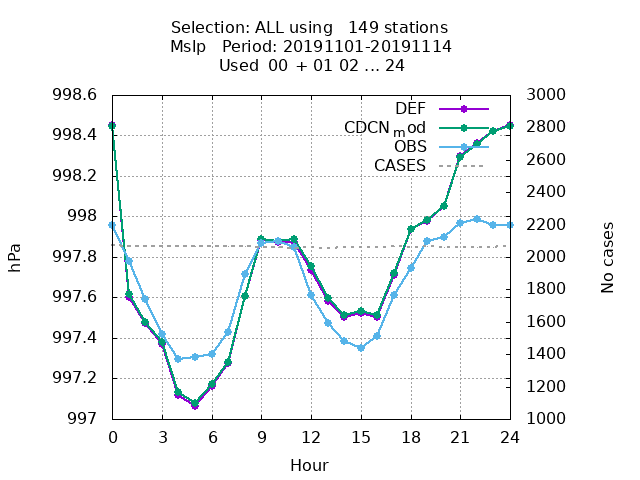 Selection: ALL using   149 stations
Mslp   Period: 20191101-20191114
Used  00  + 01 02 ... 24
998.6
998.4
998.2
998
997.8
997.6
997.4
997.2
997
3000
2800
2600
2400
2200
2000
1800
1600
1400
1200
1000
DEF
CDCN_mod
OBS
CASES
hPa
No cases
0 3 6 9 12 15 18 21 24
Hour